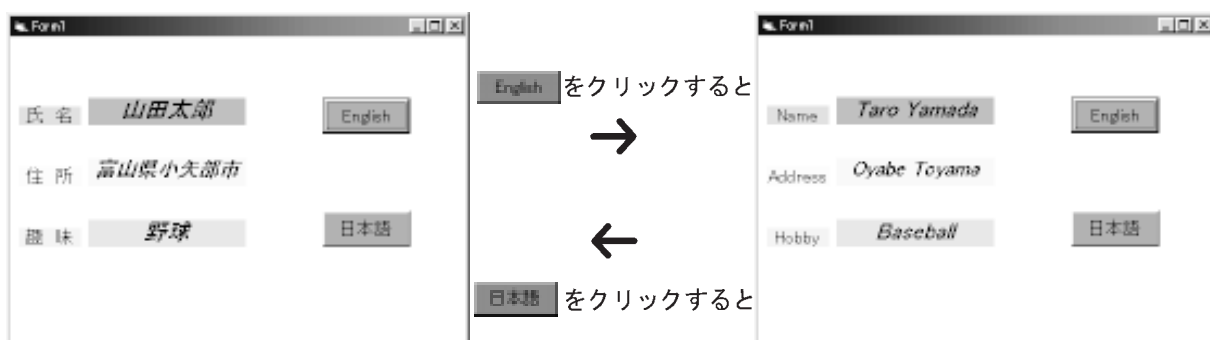 Form1
氏 名 山田太郎 English
住 所 富山県小矢部市
趣 味 野球 日本語
English をクリックすると
→
←
日本語 をクリックすると
Form1
Name Taro Yamada English
Address Oyabe Toyama
Hobby Baseball 日本語